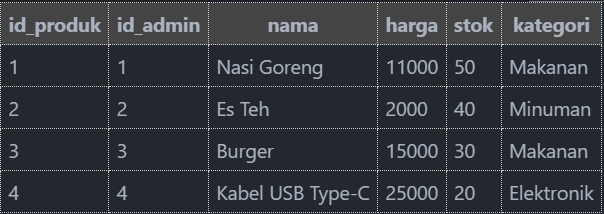 id_produk id_admin nama harga stok kategori
1 1 Nasi Goreng 11000 50 Makanan
2 2 Es Teh 2000 40 Minuman
3 3 Burger 15000 30 Makanan
4 4 Kabel USB Type-C 25000 20 Elektronik